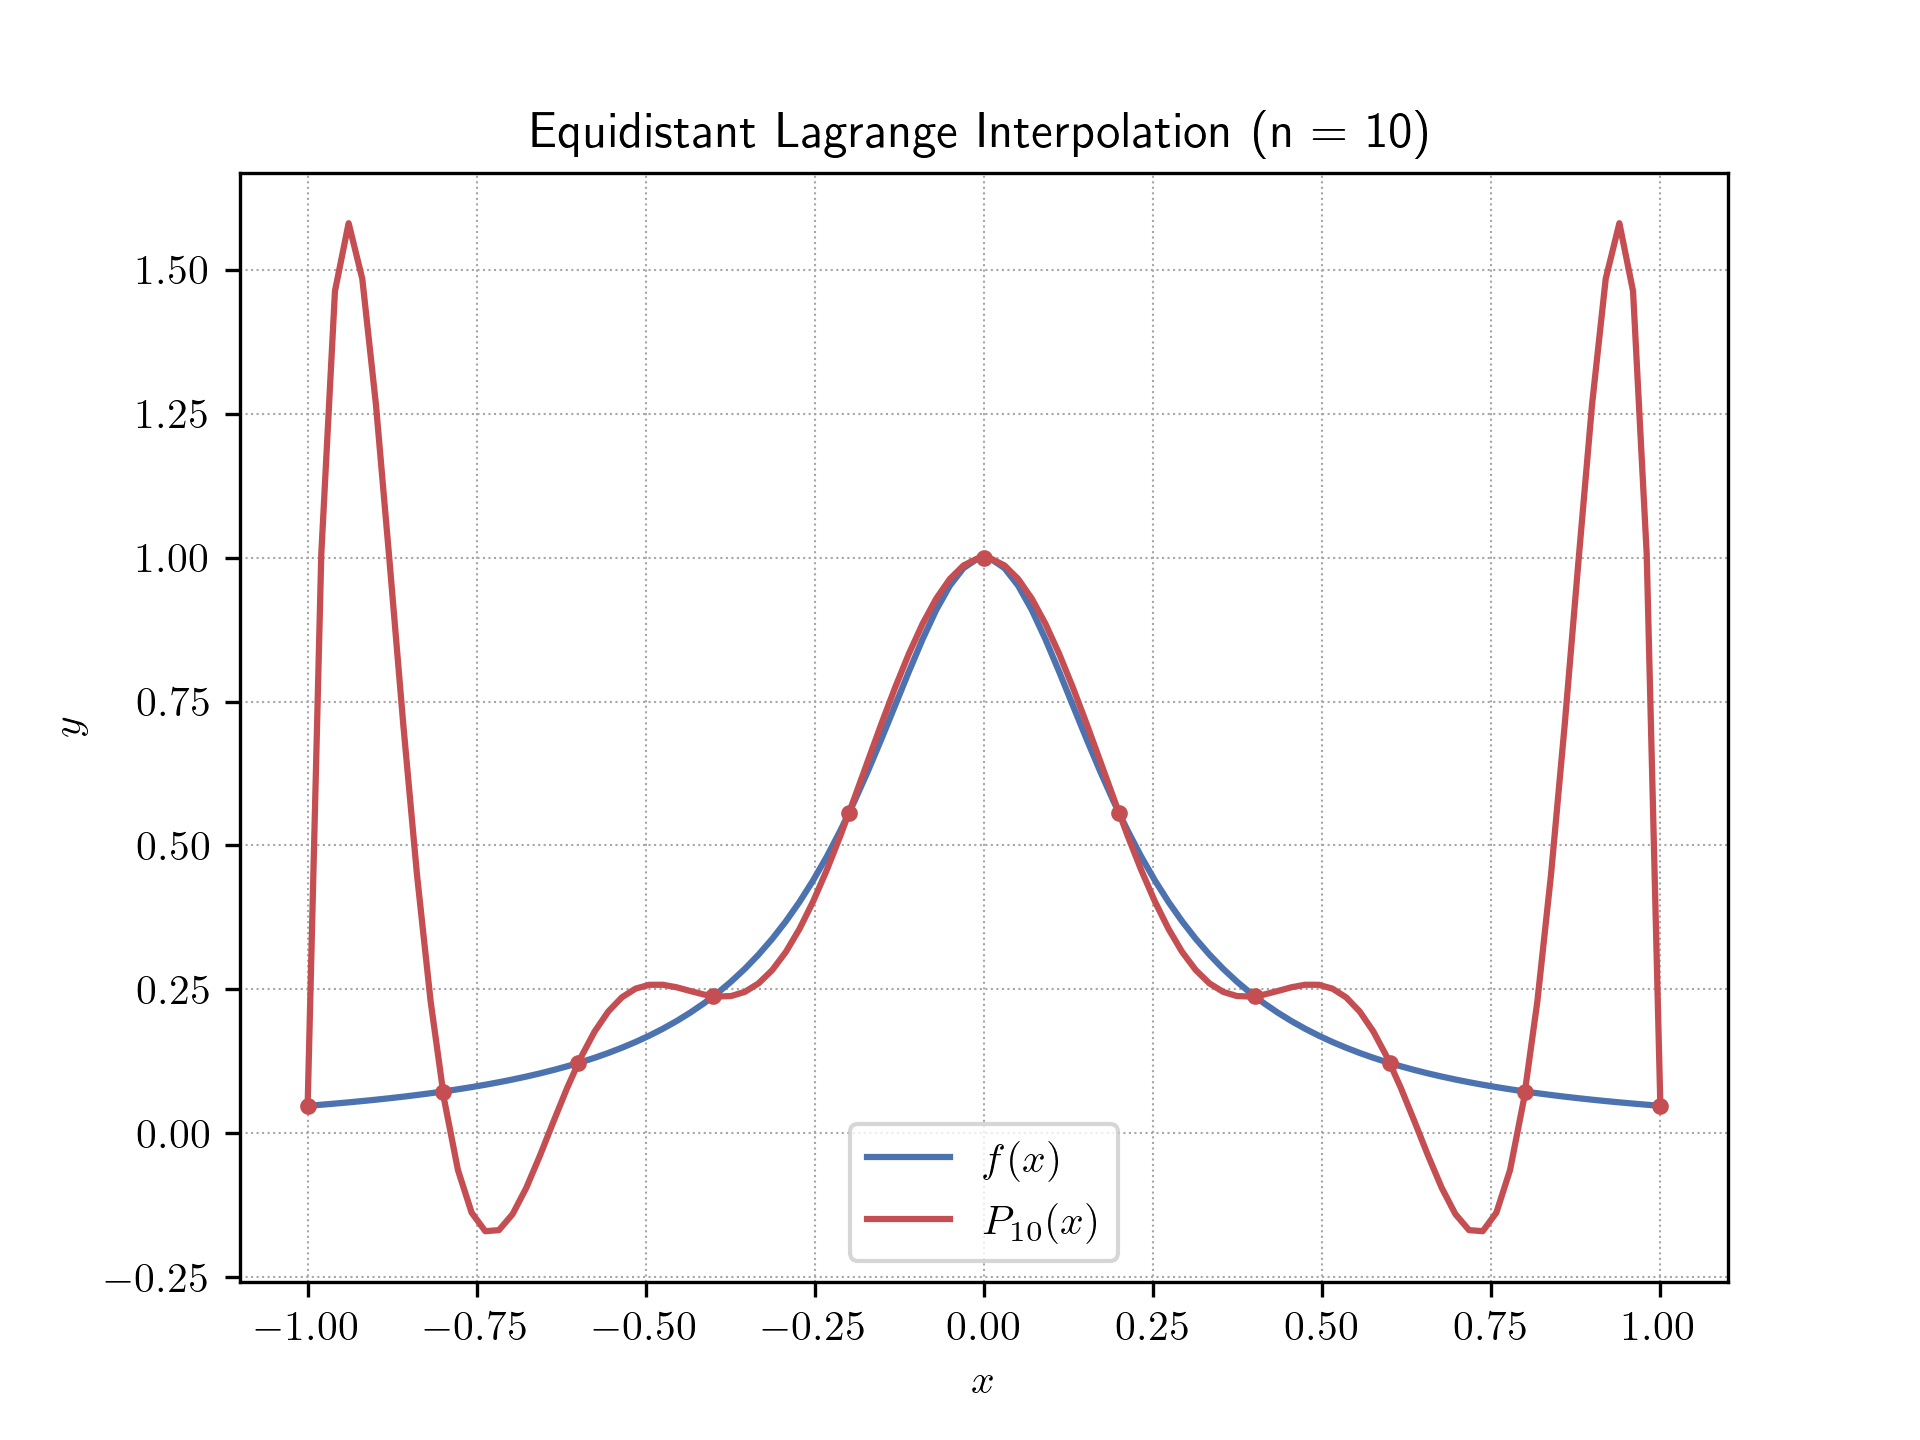 Equidistant Lagrange Interpolation (n = 10)
1.50
1.25
1.00
0.75
0.50
0.25
0.00
−0.25
y
f(x)
P₁₀(x)
−1.00 −0.75 −0.50 −0.25 0.00 0.25 0.50 0.75 1.00
x